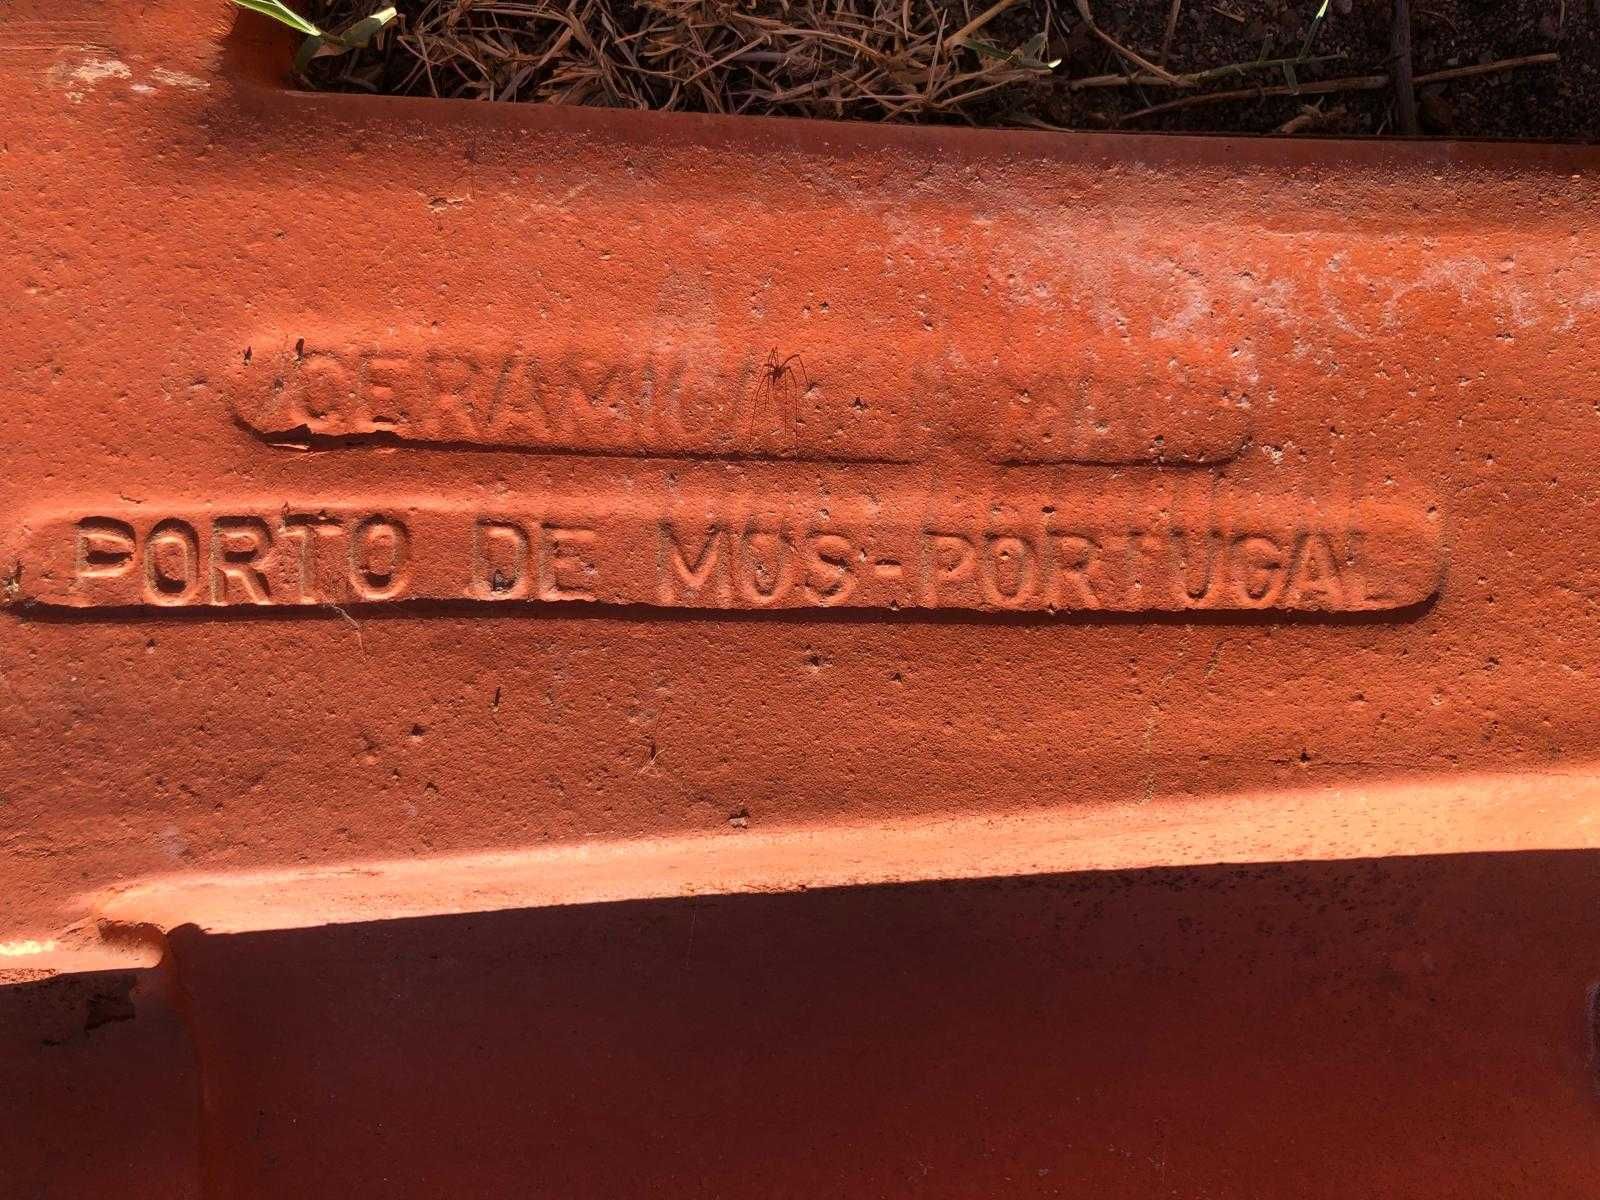 CERAMICA
PORTO DE MOS-PORTUGAL